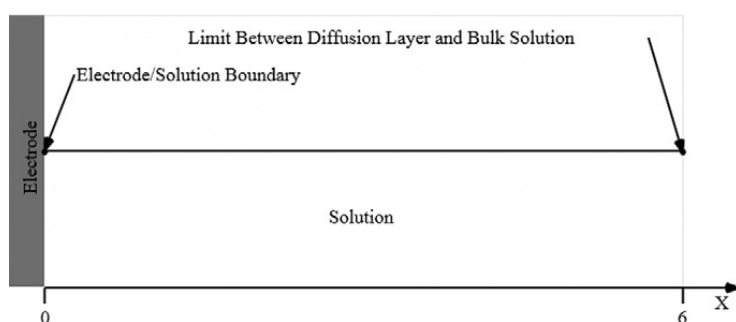 Limit Between Diffusion Layer and Bulk Solution
Electrode/Solution Boundary
Electrode
Solution
0
6
X